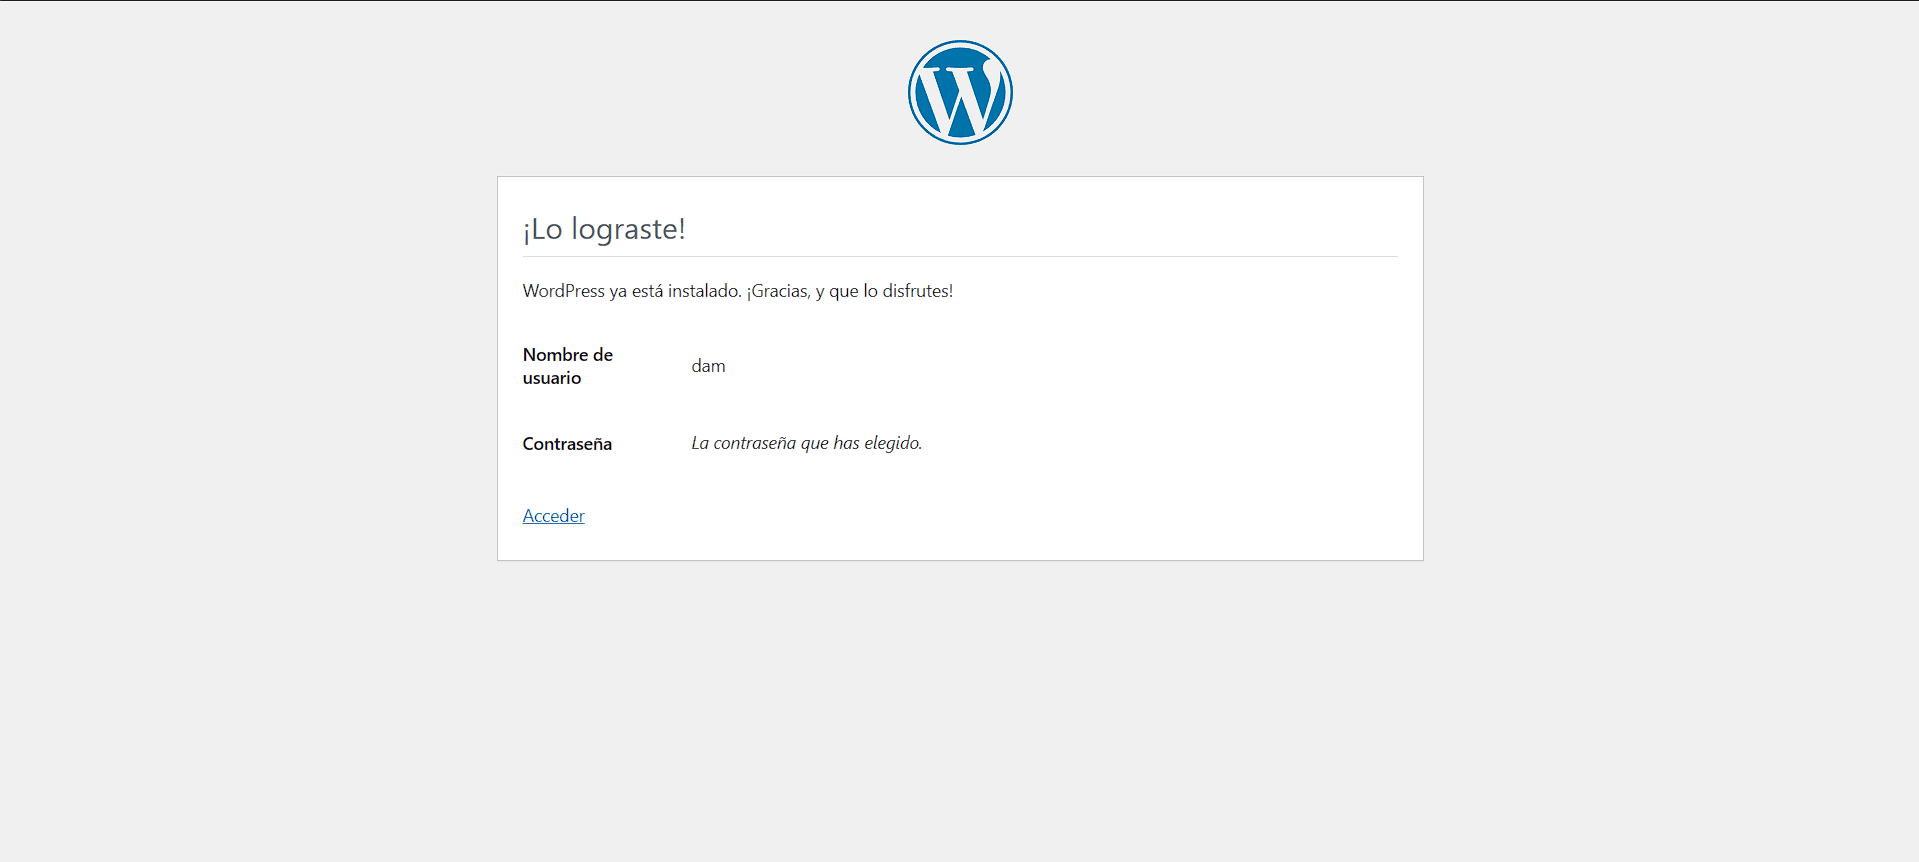 ¡Lo lograste!
WordPress ya está instalado. ¡Gracias, y que lo disfrutes!
Nombre de
usuario
dam
Contraseña
La contraseña que has elegido.
Acceder